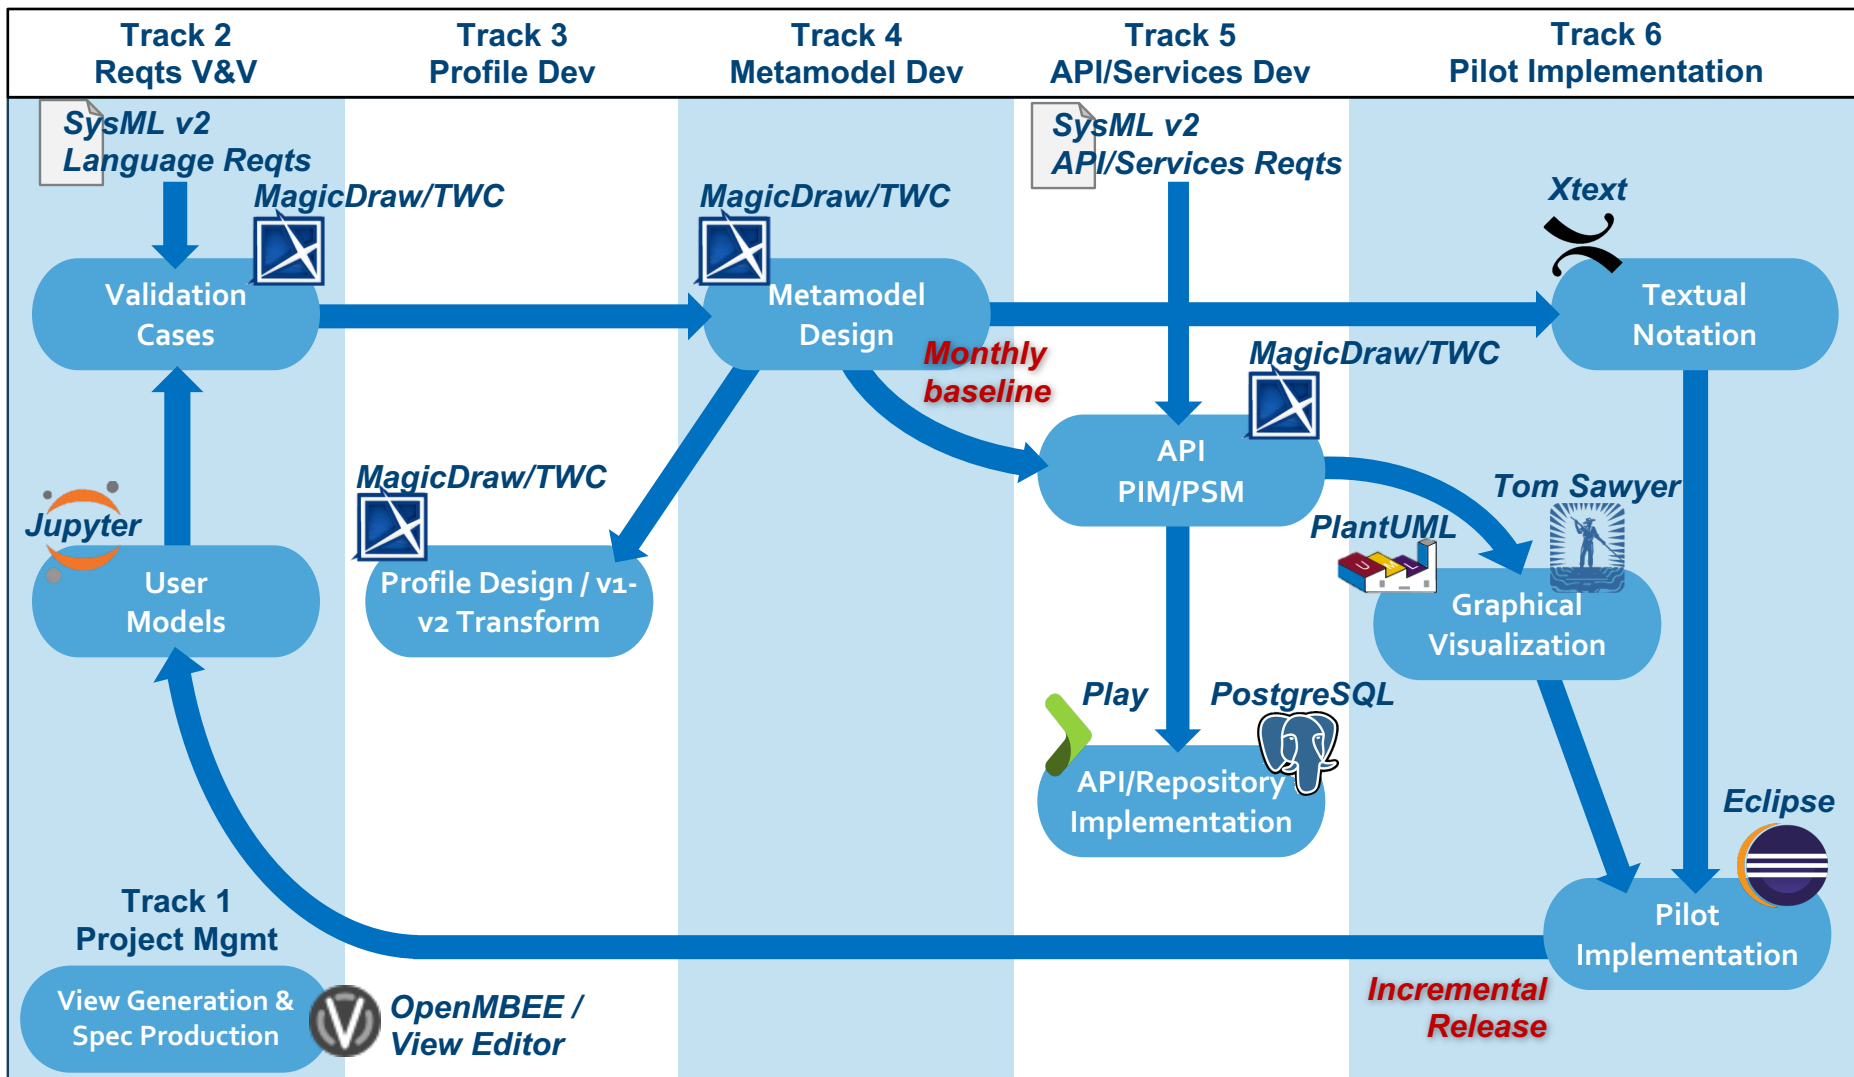 Track 2
Reqts V&V
Track 3
Profile Dev
Track 4
Metamodel Dev
Track 5
API/Services Dev
Track 6
Pilot Implementation
SysML v2
Language Reqts
MagicDraw/TWC
Validation
Cases
MagicDraw/TWC
Metamodel
Design
Monthly
baseline
SysML v2
API/Services Reqts
MagicDraw/TWC
Xtext
Textual
Notation
Jupyter
User
Models
MagicDraw/TWC
Profile Design / v1-
v2 Transform
API
PIM/PSM
PlantUML
UML
Tom Sawyer
Graphical
Visualization
Play
PostgreSQL
API/Repository
Implementation
Eclipse
Pilot
Implementation
Incremental
Release
Track 1
Project Mgmt
View Generation &
Spec Production
V
OpenMBEE /
View Editor